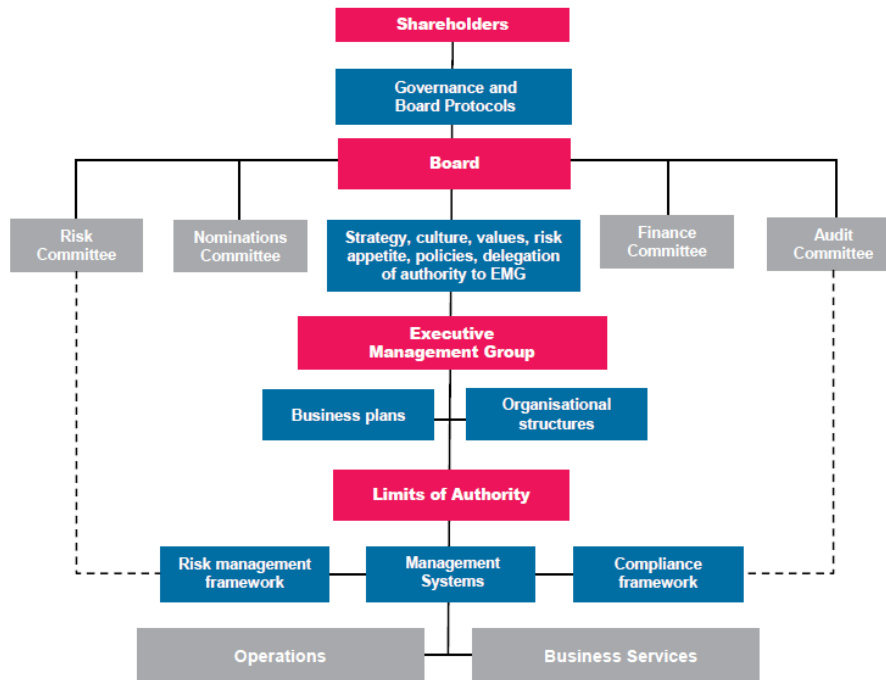 Shareholders
Governance and
Board Protocols
Board
Risk
Committee
Nominations
Committee
Strategy, culture, values, risk
appetite, policies, delegation
of authority to EMG
Finance
Committee
Audit
Committee
Executive
Management Group
Business plans
Organisational
structures
Limits of Authority
Risk management
framework
Management
Systems
Compliance
framework
Operations
Business Services